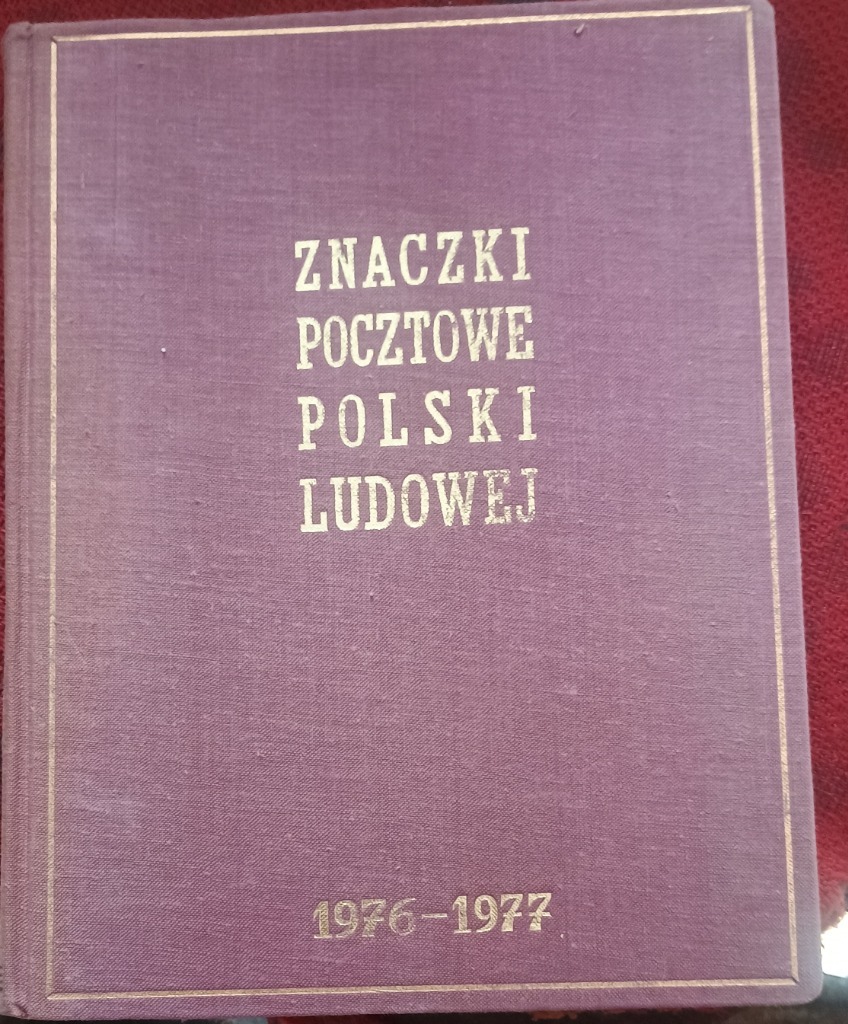 ZNACZKI
POCZTOWE
POLSKI
LUDOWEJ
1976-1977